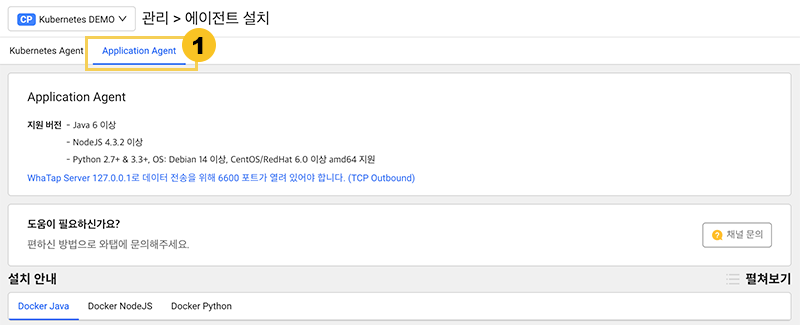 CP Kubernetes DEMO 관리 > 에이전트 설치
Kubernetes Agent Application Agent 1
Application Agent
지원 버전 - Java 6 이상
- NodeJS 4.3.2 이상
- Python 2.7+ & 3.3+, OS: Debian 14 이상, CentOS/RedHat 6.0 이상 amd64 지원
WhaTap Server 127.0.0.1로 데이터 전송을 위해 6600 포트가 열려 있어야 합니다. (TCP Outbound)
도움이 필요하신가요?
편하신 방법으로 와탭에 문의해주세요.
? 채널 문의
설치 안내 펼쳐보기
Docker Java Docker NodeJS Docker Python